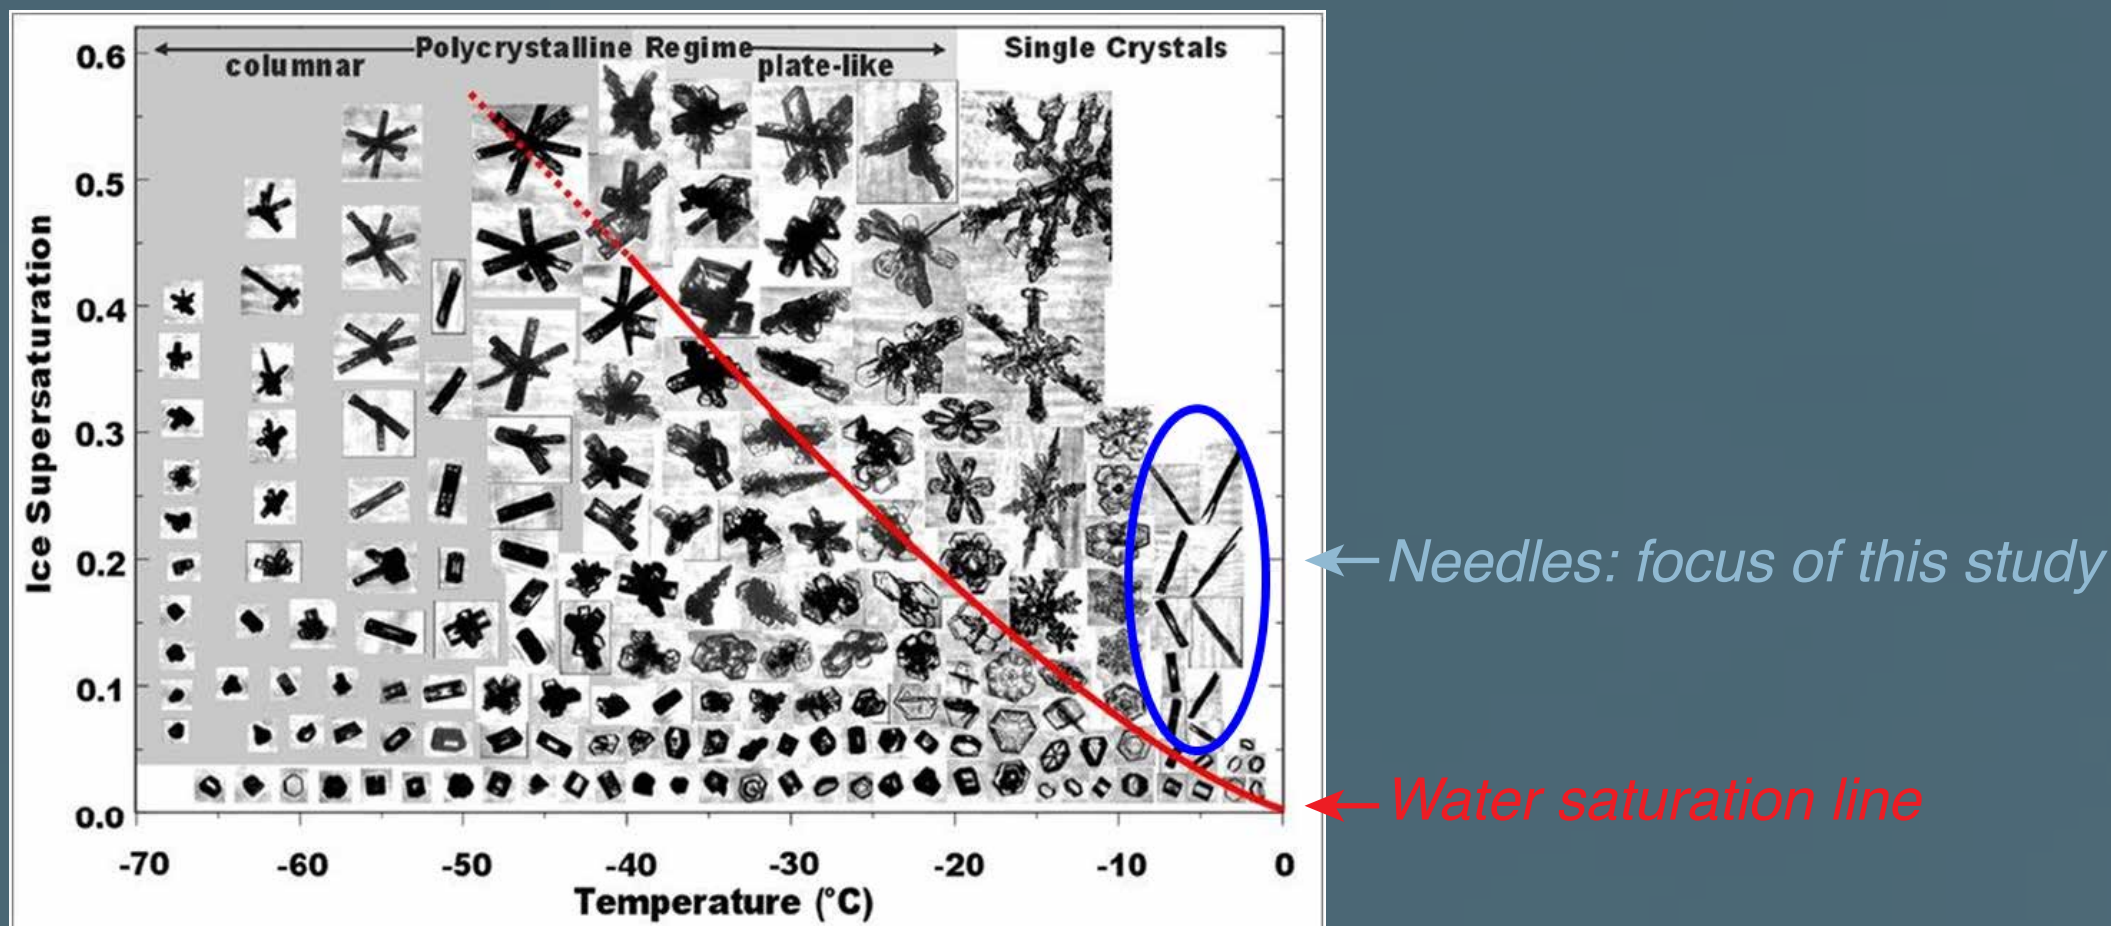 Polycrystalline Regime
Single Crystals
columnar
plate-like
0.6
0.5
0.4
0.3
0.2
0.1
0.0
Ice Supersaturation
-70
-60
-50
-40
-30
-20
-10
0
Temperature (°C)
Needles: focus of this study
Water saturation line